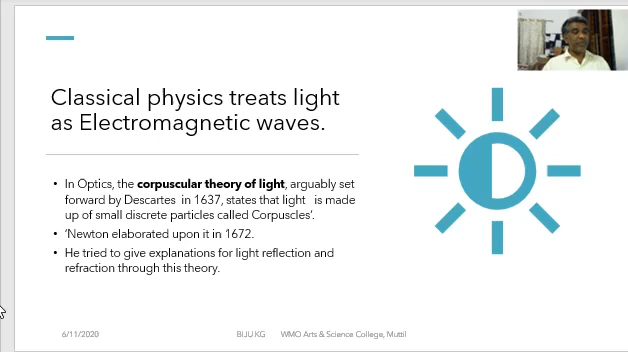 Classical physics treats light
as Electromagnetic waves.
• In Optics, the corpuscular theory of light, arguably set
forward by Descartes in 1637, states that light is made
up of small discrete particles called Corpuscles’.
• ‘Newton elaborated upon it in 1672.
• He tried to give explanations for light reflection and
refraction through this theory.
6/11/2020 BIJU KG WMO Arts & Science College, Muttil